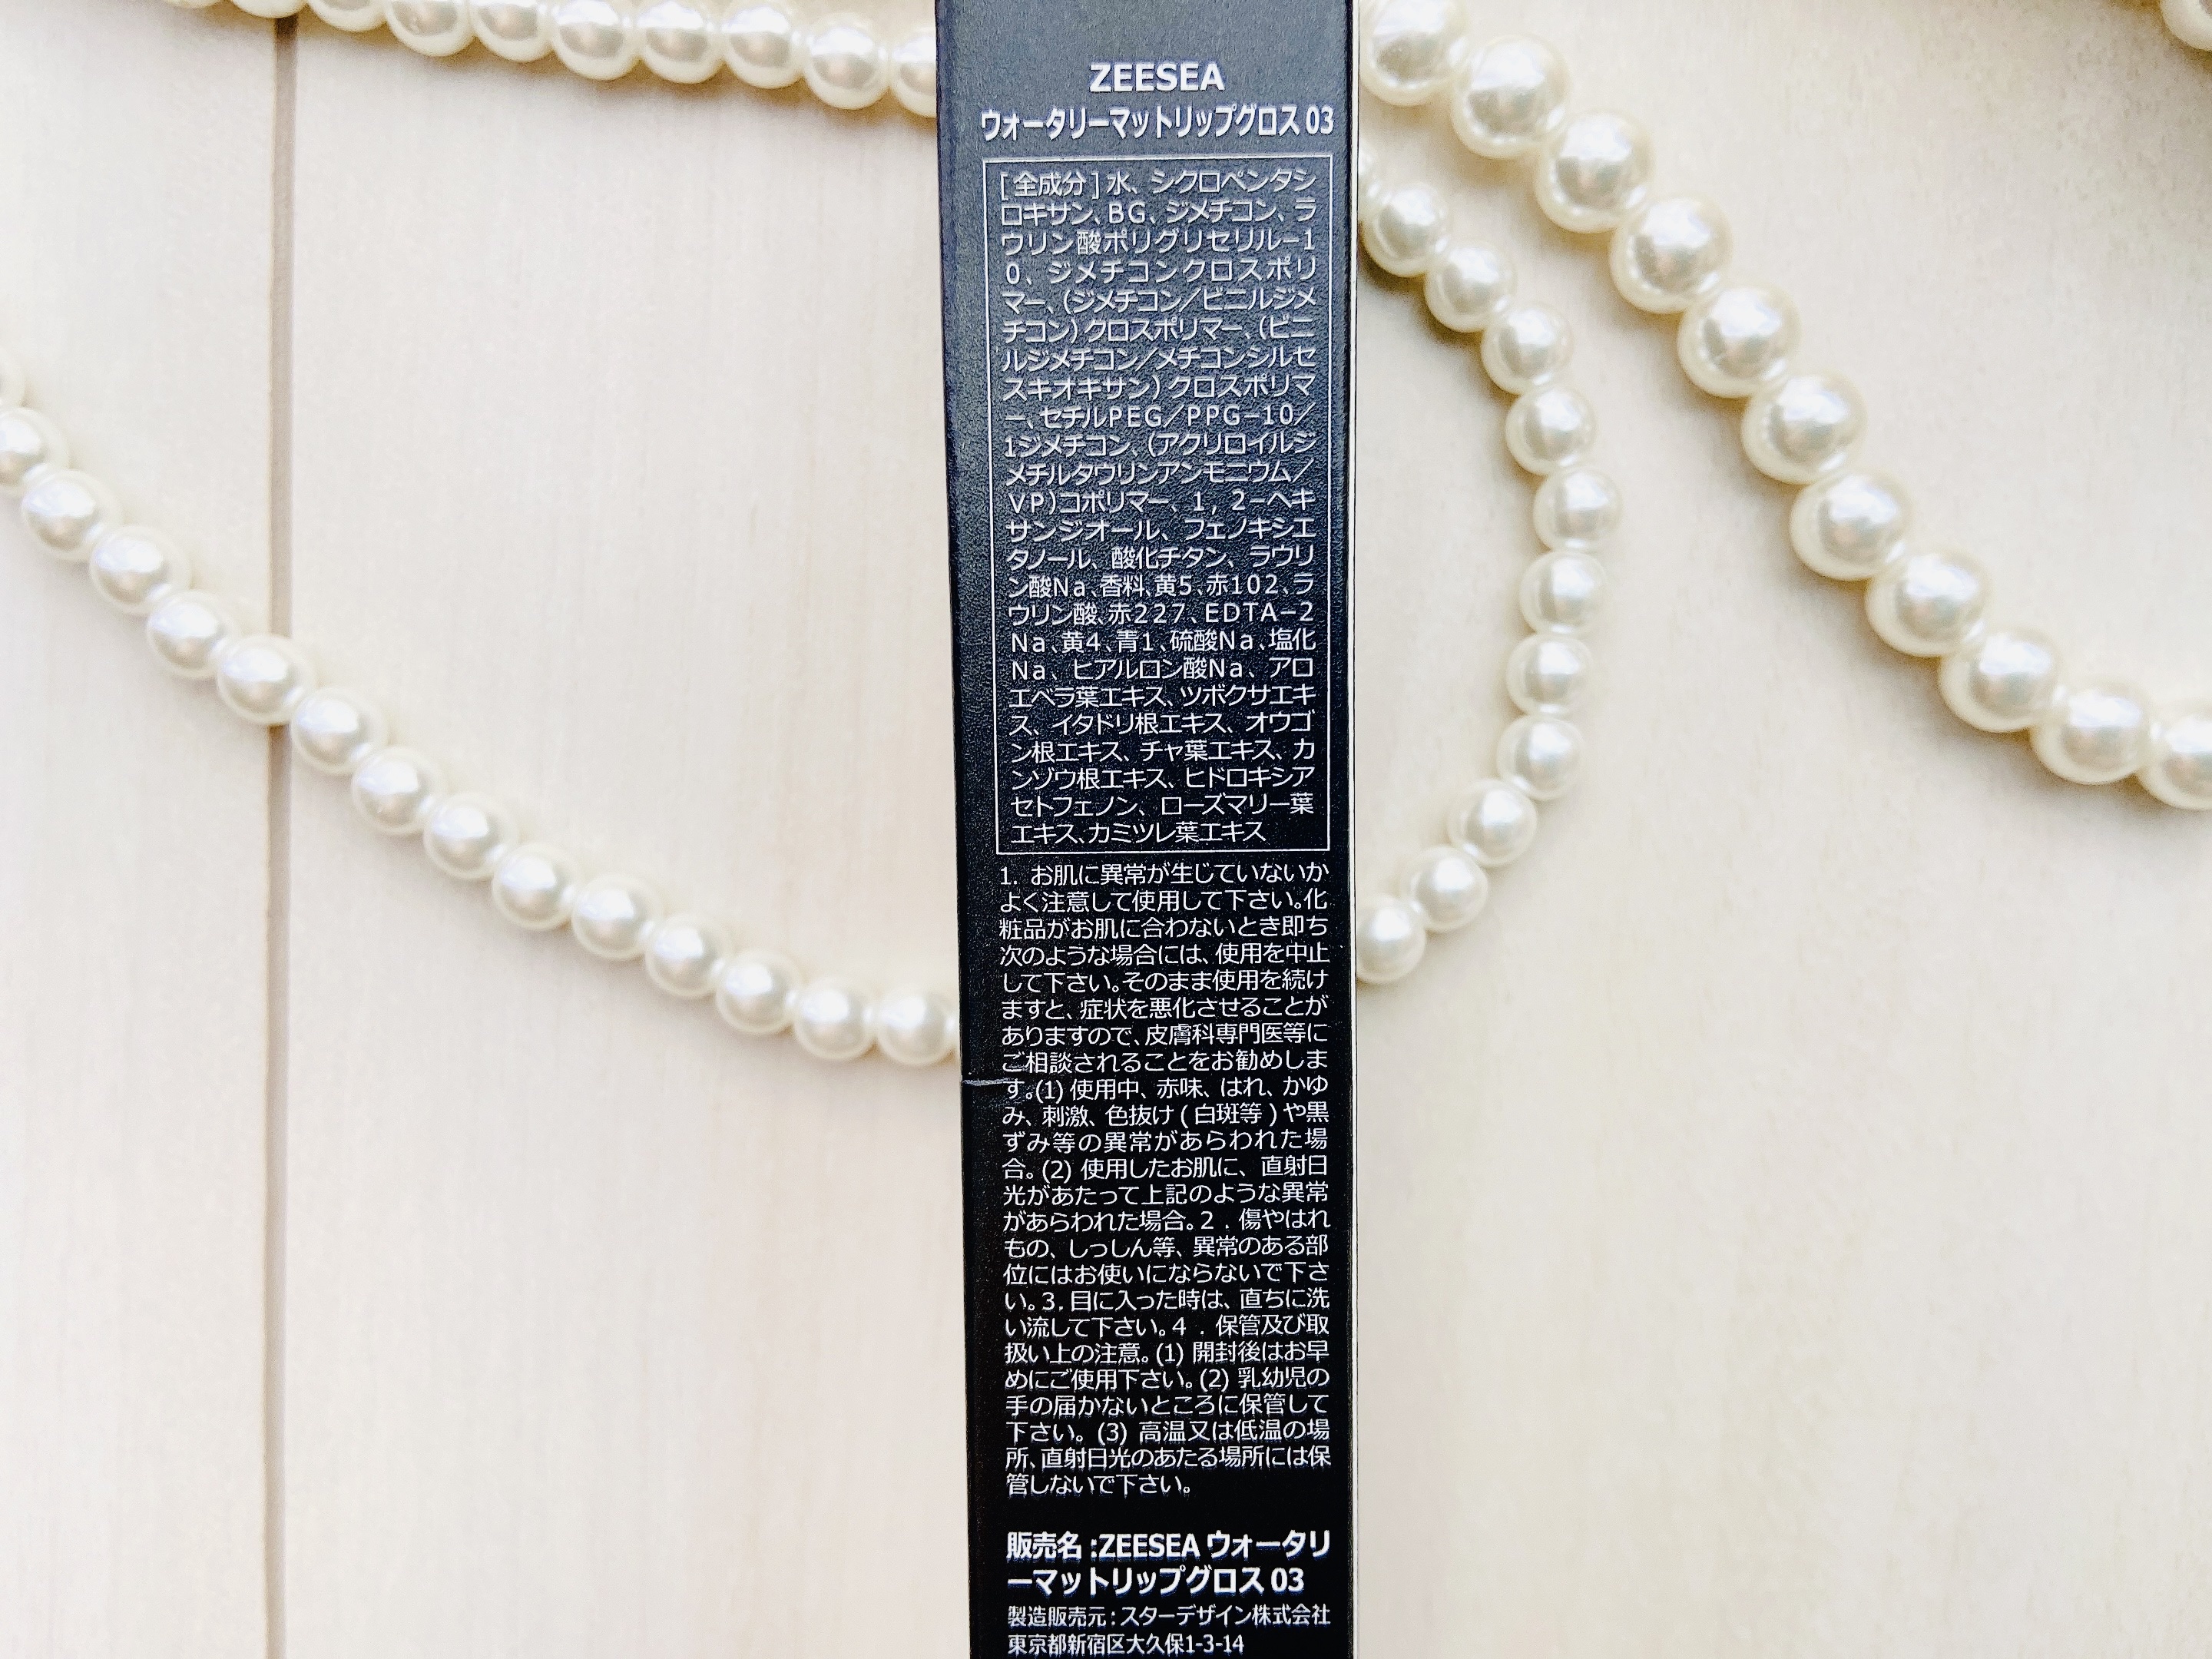 ZEESEA
ウォータリーマットリップグロス 03
[全成分] 水、シクロペンタシ
ロキサン、BG、ジメチコン、ラ
ウリン酸ポリグリセリル−1
0、ジメチコンクロスポリ
マー、(ジメチコン／ビニルジメ
チコン)クロスポリマー、(ビニ
ルジメチコン／メチコンシルセ
スキオキサン)クロスポリマ
ー、セチルPEG／PPG−10／
1ジメチコン、(アクリロイルジ
メチルタウリンアンモニウム／
VP)コポリマー、1,2−ヘキ
サンジオール、フェノキシエ
タノール、酸化チタン、ラウリ
ン酸Na、香料、黄5、赤102、ラ
ウリン酸、赤227、EDTA−2
Na、黄4、青1、硫酸Na、塩化
Na、ヒアルロン酸Na、アロ
エベラ葉エキス、ツボクサエキ
ス、イタドリ根エキス、オウゴ
ン根エキス、チャ葉エキス、カ
ンゾウ根エキス、ヒドロキシア
セトフェノン、ローズマリー葉
エキス、カミツレ葉エキス
1. お肌に異常が生じていないか
よく注意して使用して下さい。化
粧品がお肌に合わないとき即ち
次のような場合には、使用を中止
して下さい。そのまま使用を続け
ますと、症状を悪化させることが
ありますので、皮膚科専門医等に
ご相談されることをお勧めしま
す。(1) 使用中、赤味、はれ、かゆ
み、刺激、色抜け(白斑等)や黒
ずみ等の異常があらわれた場
合。(2) 使用したお肌に、直射日
光があたって上記のような異常
があらわれた場合。2．傷やはれ
もの、しっしん等、異常のある部
位にはお使いにならないで下さ
い。3．目に入った時は、直ちに洗
い流して下さい。4．保管及び取
扱い上の注意。(1) 開封後はお早
めにご使用下さい。(2) 乳幼児の
手の届かないところに保管して
下さい。(3) 高温又は低温の場
所、直射日光のあたる場所には保
管しないで下さい。
販売名 :ZEESEA ウォータリ
ーマットリップグロス 03
製造販売元 : スターデザイン株式会社
東京都新宿区大久保1-3-14